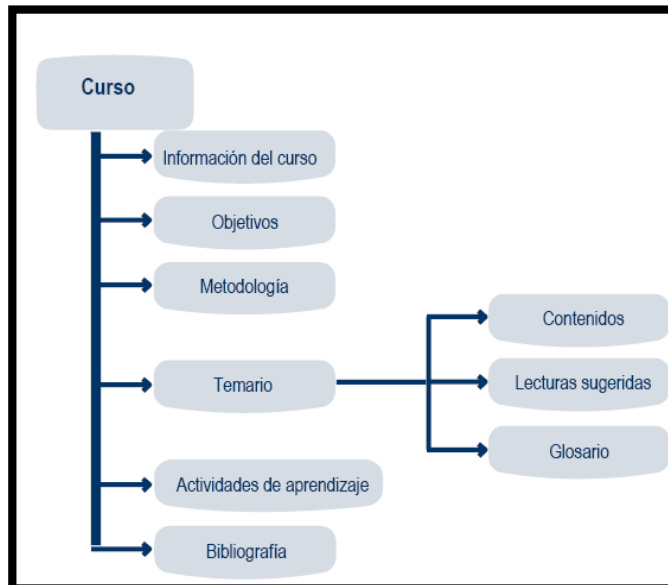 Curso
Información del curso
Objetivos
Metodología
Temario
Contenidos
Lecturas sugeridas
Glosario
Actividades de aprendizaje
Bibliografía